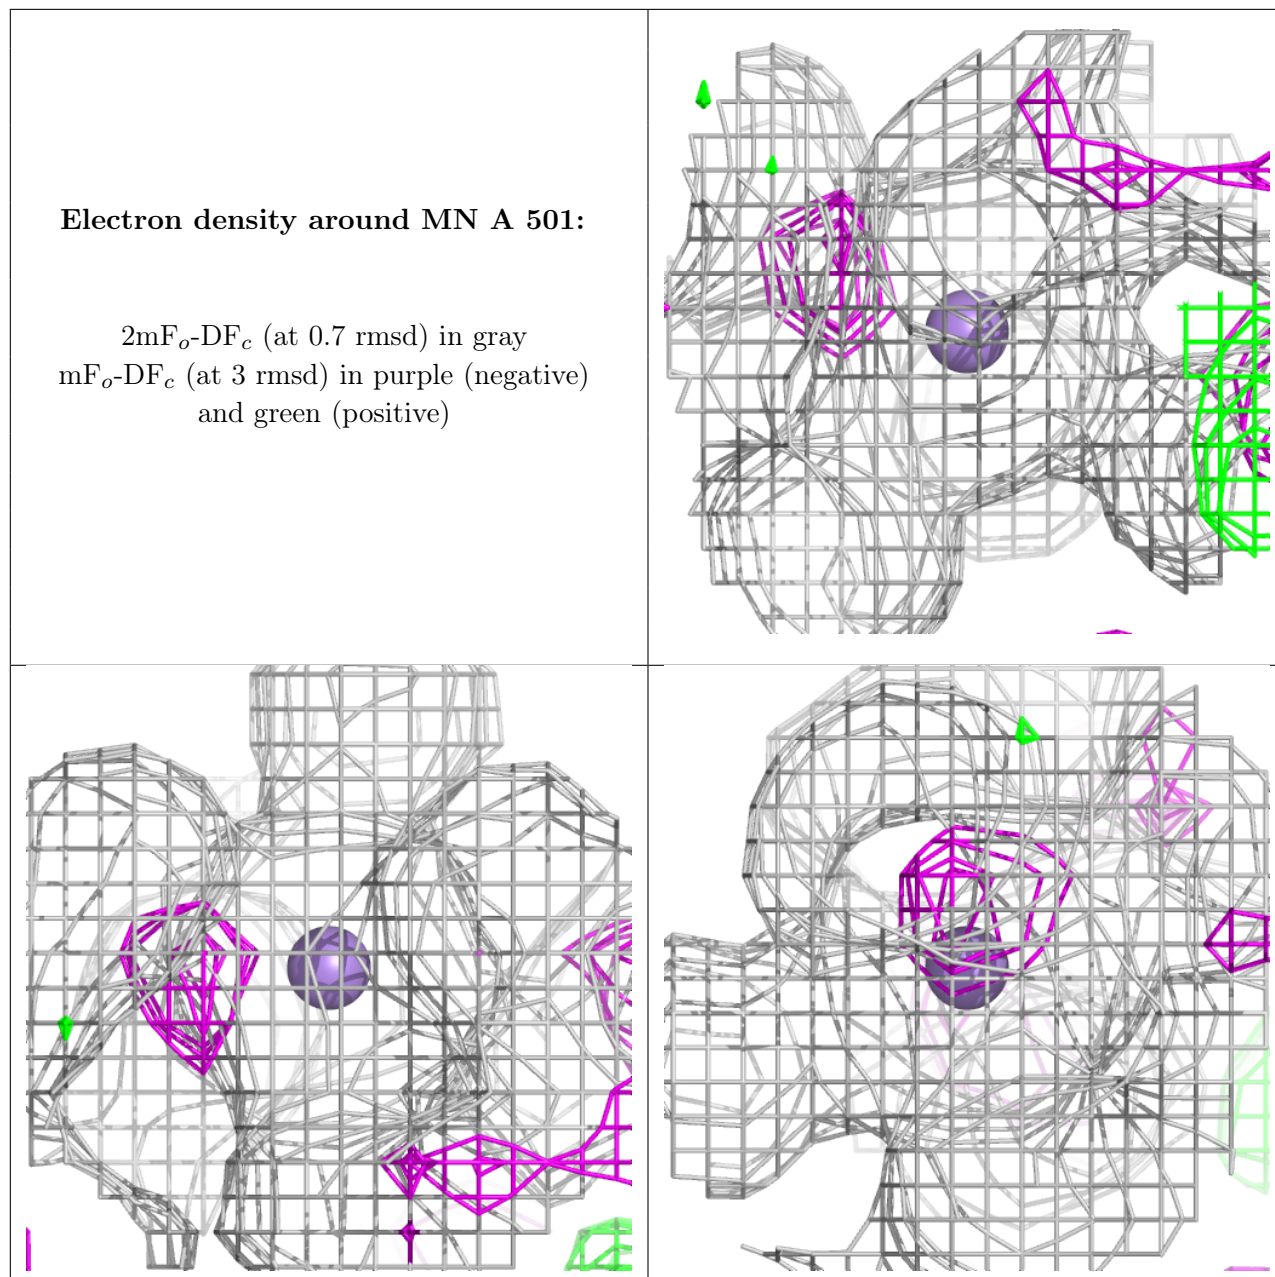 Electron density around MN A 501:
2mFₒ-DF𝑐 (at 0.7 rmsd) in gray
mFₒ-DF𝑐 (at 3 rmsd) in purple (negative)
and green (positive)